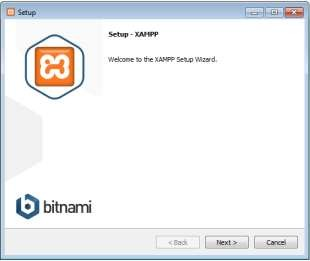 Setup
Setup - XAMPP
Welcome to the XAMPP Setup Wizard.
bitnami
< Back
Next >
Cancel